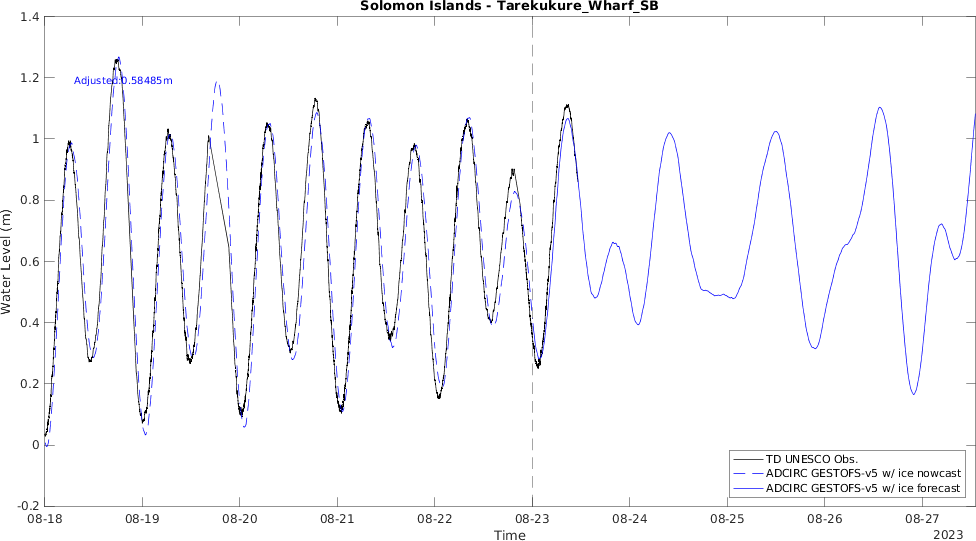 Solomon Islands - Tarekukure_Wharf_SB
1.4
1.2
1
0.8
0.6
0.4
0.2
0
-0.2
Water Level (m)
Adjusted:0.58485m
TD UNESCO Obs.
ADCIRC GESTOFS-v5 w/ ice nowcast
ADCIRC GESTOFS-v5 w/ ice forecast
08-18 08-19 08-20 08-21 08-22 08-23 08-24 08-25 08-26 08-27
Time
2023